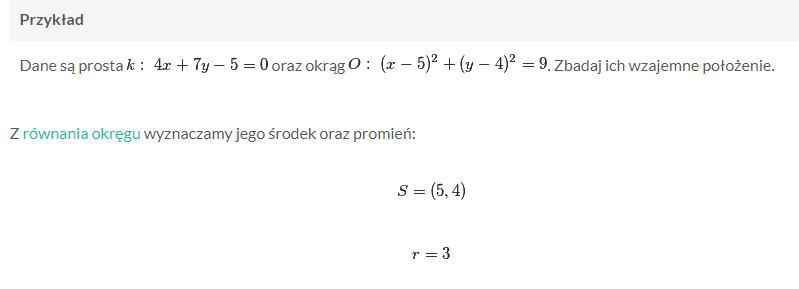 Przykład
Dane są prosta k : 4x + 7y − 5 = 0 oraz okrąg O : (x − 5)² + (y − 4)² = 9. Zbadaj ich wzajemne położenie.
Z równania okręgu wyznaczamy jego środek oraz promień:
S = (5, 4)
r = 3